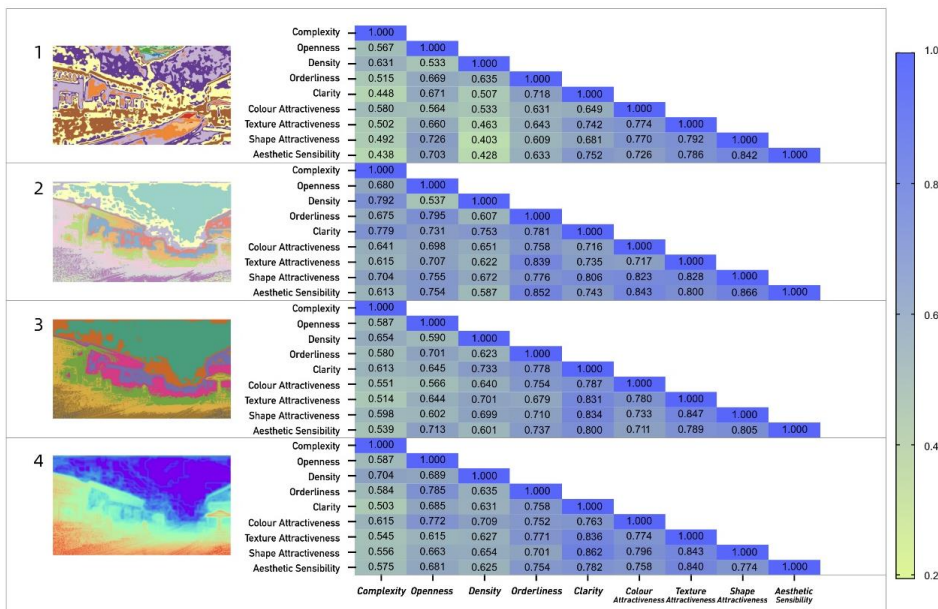 1
Complexity 1.000
Openness 0.567 1.000
Density 0.631 0.533 1.000
Orderliness 0.515 0.669 0.635 1.000
Clarity 0.448 0.671 0.507 0.718 1.000
Colour Attractiveness 0.580 0.564 0.533 0.631 0.649 1.000
Texture Attractiveness 0.502 0.660 0.463 0.643 0.742 0.774 1.000
Shape Attractiveness 0.492 0.726 0.403 0.609 0.681 0.770 0.792 1.000
Aesthetic Sensibility 0.438 0.703 0.428 0.633 0.752 0.726 0.786 0.842 1.000
2
Complexity 1.000
Openness 0.680 1.000
Density 0.792 0.537 1.000
Orderliness 0.675 0.795 0.607 1.000
Clarity 0.779 0.731 0.753 0.781 1.000
Colour Attractiveness 0.641 0.698 0.651 0.758 0.716 1.000
Texture Attractiveness 0.615 0.707 0.622 0.839 0.735 0.717 1.000
Shape Attractiveness 0.704 0.755 0.672 0.776 0.806 0.823 0.828 1.000
Aesthetic Sensibility 0.613 0.754 0.587 0.852 0.743 0.843 0.800 0.866 1.000
3
Complexity 1.000
Openness 0.587 1.000
Density 0.654 0.590 1.000
Orderliness 0.580 0.701 0.623 1.000
Clarity 0.613 0.645 0.733 0.778 1.000
Colour Attractiveness 0.551 0.566 0.640 0.754 0.787 1.000
Texture Attractiveness 0.514 0.644 0.701 0.679 0.831 0.780 1.000
Shape Attractiveness 0.598 0.602 0.699 0.710 0.834 0.733 0.847 1.000
Aesthetic Sensibility 0.539 0.713 0.601 0.737 0.800 0.711 0.789 0.805 1.000
4
Complexity 1.000
Openness 0.587 1.000
Density 0.704 0.689 1.000
Orderliness 0.584 0.785 0.635 1.000
Clarity 0.503 0.685 0.631 0.758 1.000
Colour Attractiveness 0.615 0.772 0.709 0.752 0.763 1.000
Texture Attractiveness 0.545 0.615 0.627 0.771 0.836 0.774 1.000
Shape Attractiveness 0.556 0.663 0.654 0.701 0.862 0.796 0.843 1.000
Aesthetic Sensibility 0.575 0.681 0.625 0.754 0.782 0.758 0.840 0.774 1.000
Complexity Openness Density Orderliness Clarity Colour Texture Shape Aesthetic
Attractiveness Attractiveness Attractiveness Sensibility
1.0
0.8
0.6
0.4
0.2